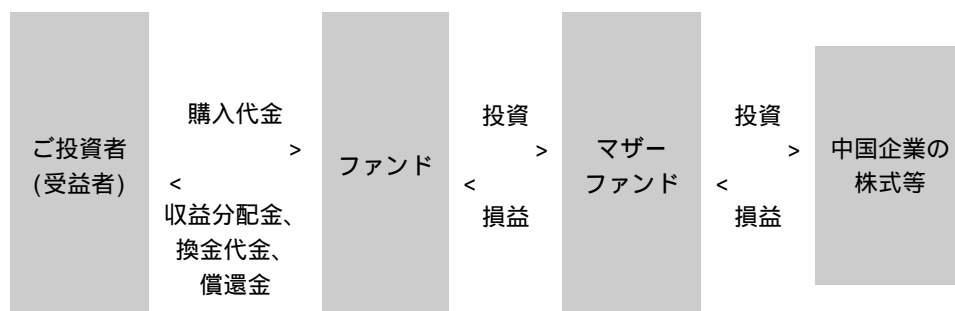 ご投資者
(受益者)
購入代金
>
<
収益分配金、
換金代金、
償還金
ファンド
投資
>
<
損益
マザー
ファンド
投資
>
<
損益
中国企業の
株式等